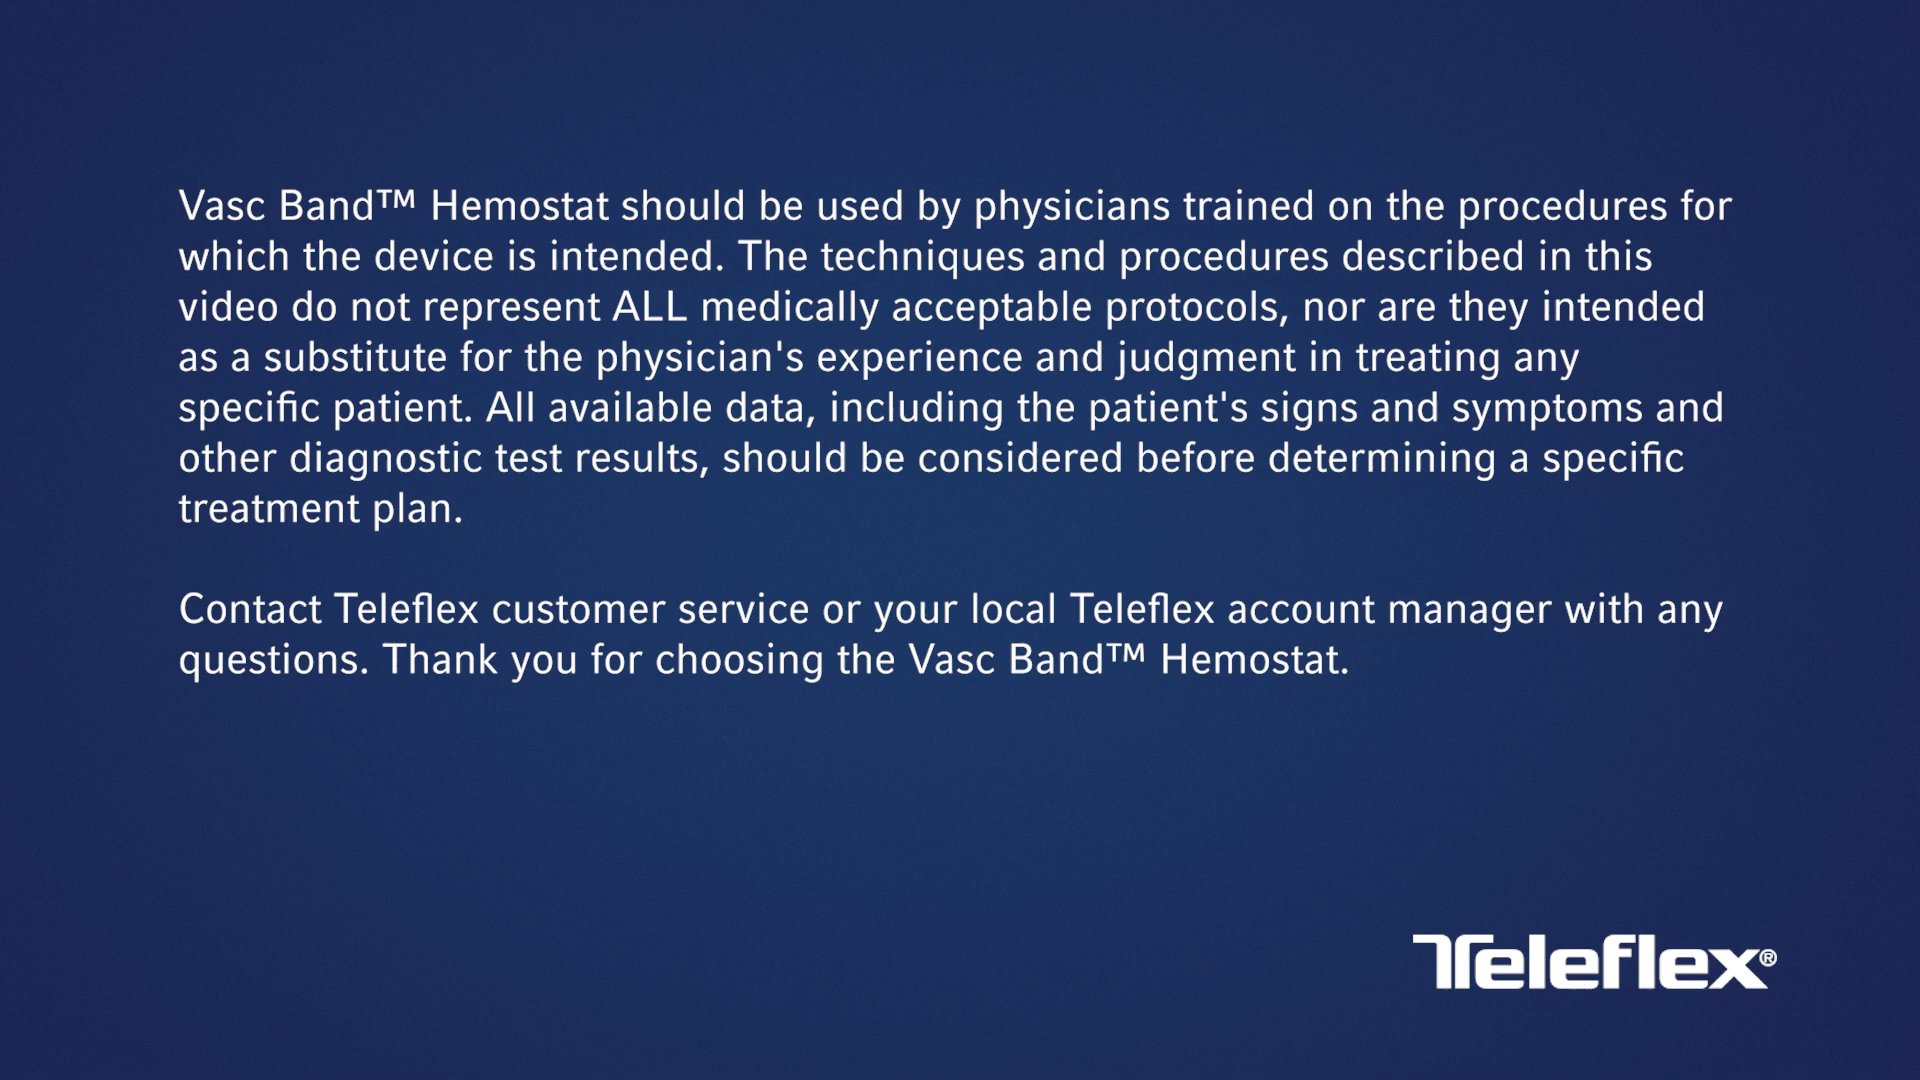 Vasc Band™ Hemostat should be used by physicians trained on the procedures for
which the device is intended. The techniques and procedures described in this
video do not represent ALL medically acceptable protocols, nor are they intended
as a substitute for the physician's experience and judgment in treating any
specific patient. All available data, including the patient's signs and symptoms and
other diagnostic test results, should be considered before determining a specific
treatment plan.
Contact Teleflex customer service or your local Teleflex account manager with any
questions. Thank you for choosing the Vasc Band™ Hemostat.
Teleflex®